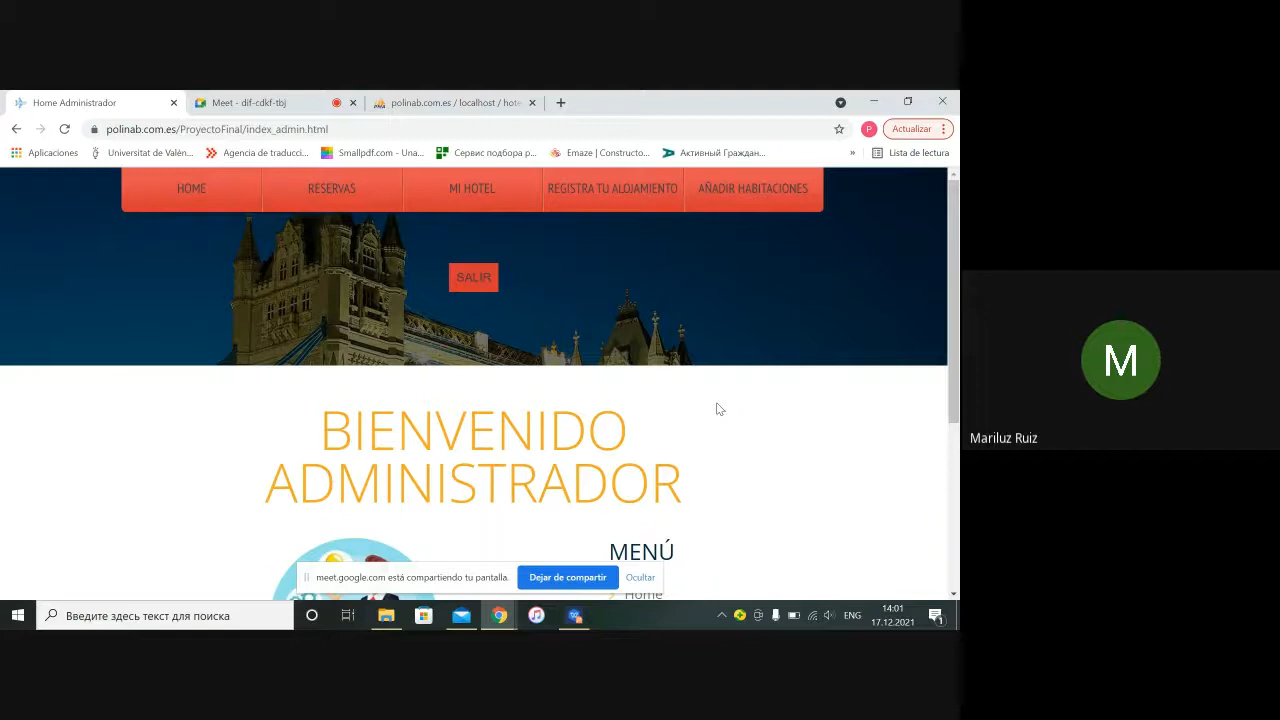 Home Administrador
Meet - dif-cdkf-tbj
polinab.com.es / localhost / hote
polinab.com.es/ProyectoFinal/index_admin.html
Actualizar
Aplicaciones
Universitat de Valèn...
Agencia de traducci...
Smallpdf.com - Una...
Сервис подбора р...
Emaze | Constructo...
Активный Граждан...
»
Lista de lectura
HOME
RESERVAS
MI HOTEL
REGISTRA TU ALOJAMIENTO
AÑADIR HABITACIONES
SALIR
BIENVENIDO
ADMINISTRADOR
MENÚ
Home
meet.google.com está compartiendo tu pantalla.
Dejar de compartir
Ocultar
Введите здесь текст для поиска
ENG
14:01
17.12.2021
1
P
M
Mariluz Ruiz